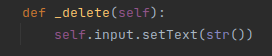 def _delete(self):
    self.input.setText(str())